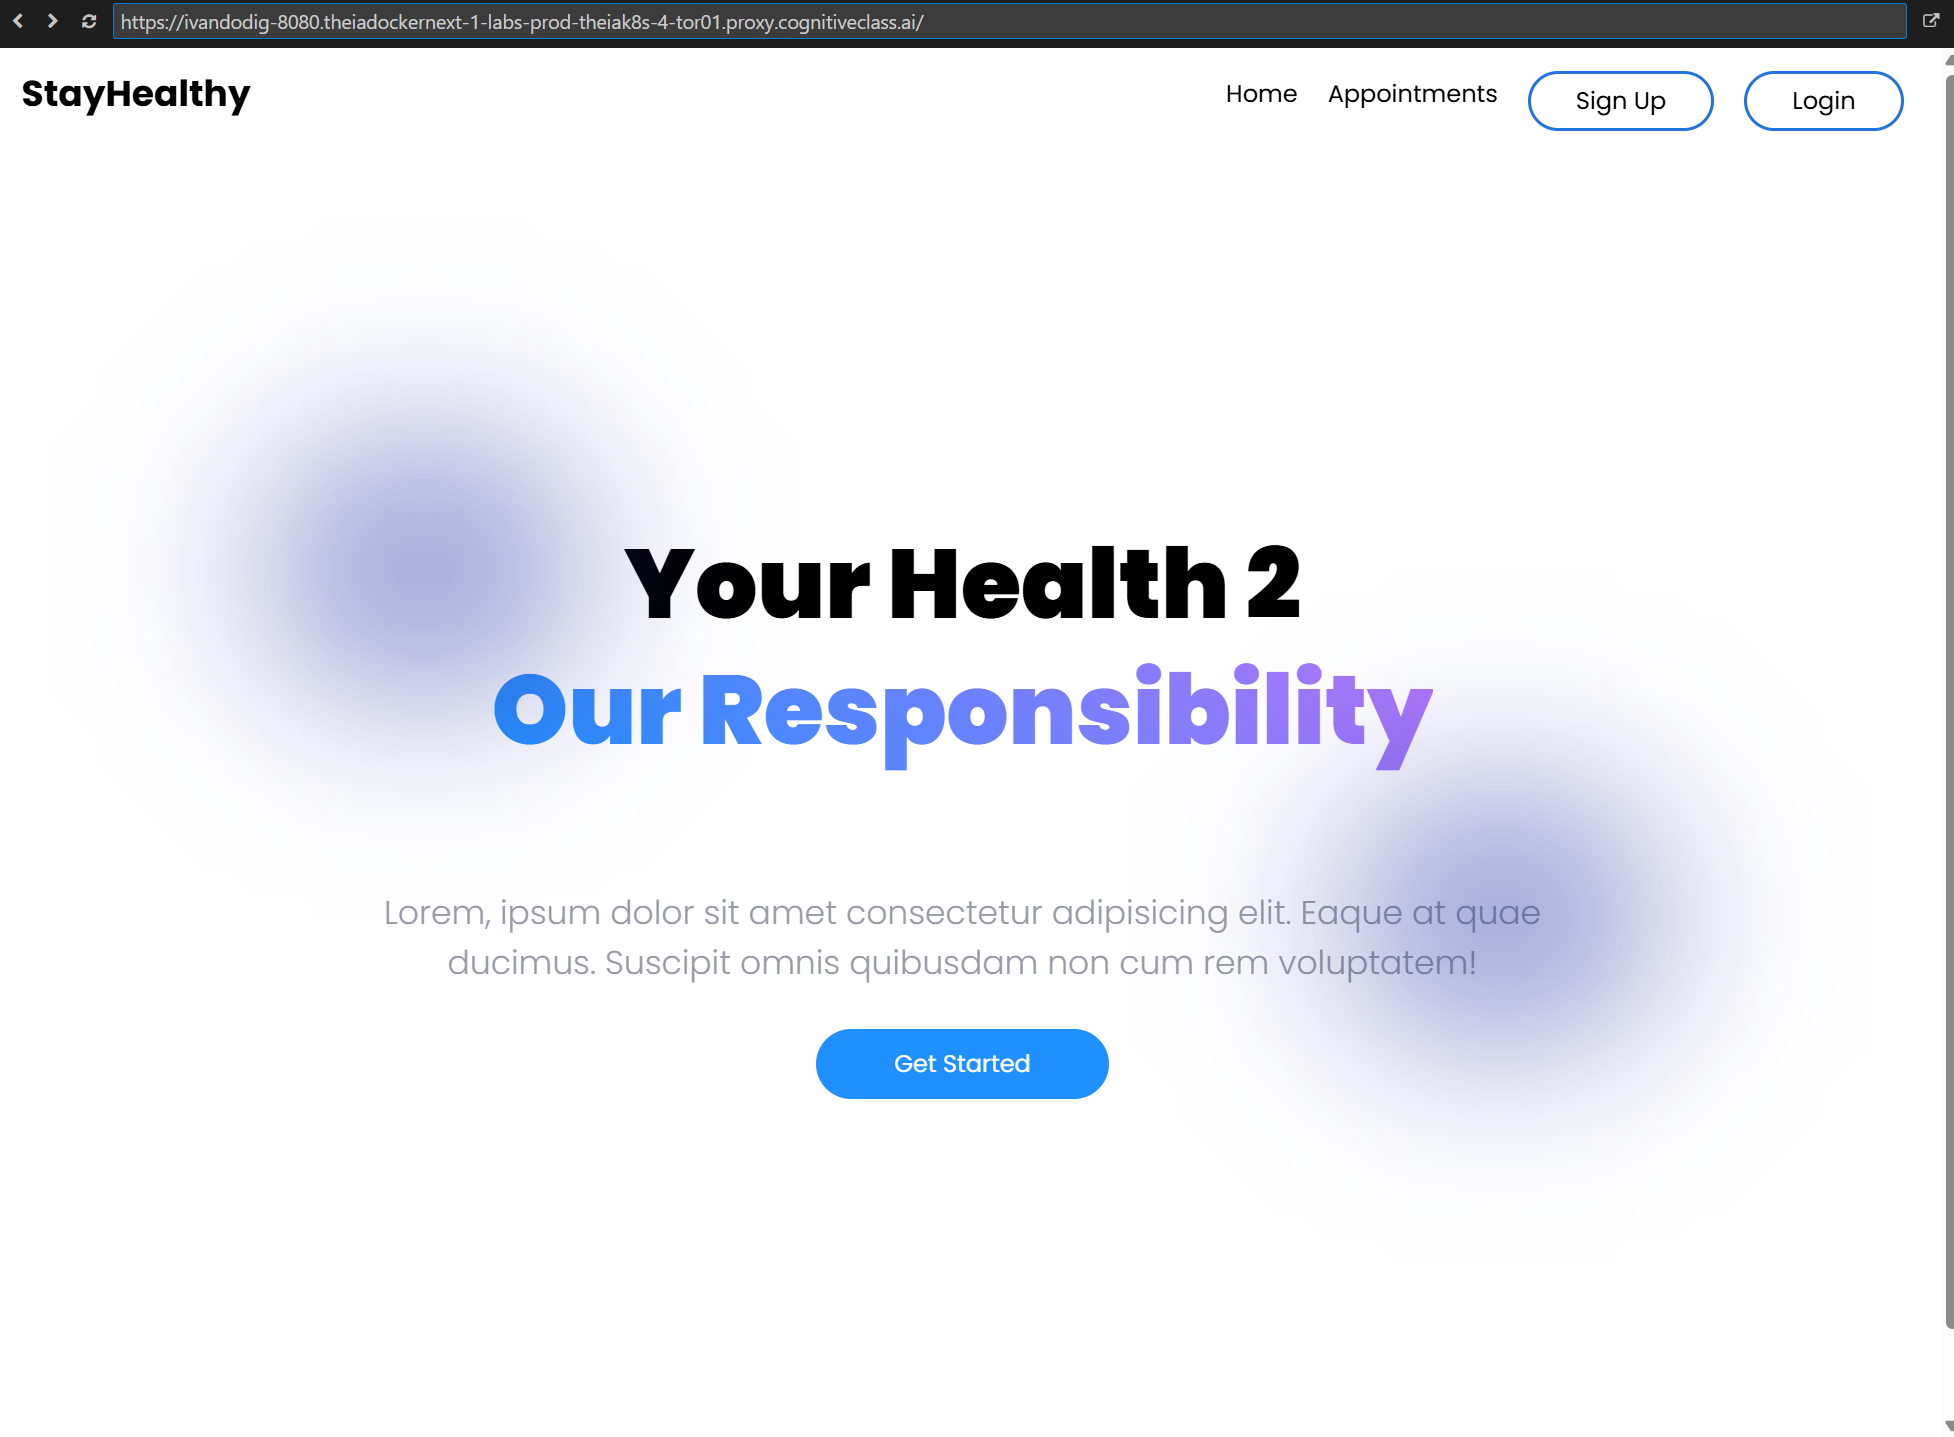 https://ivandodig-8080.theiadockernext-1-labs-prod-theiak8s-4-tor01.proxy.cognitiveclass.ai/
StayHealthy
Home
Appointments
Sign Up
Login
Your Health 2
Our Responsibility
Lorem, ipsum dolor sit amet consectetur adipisicing elit. Eaque at quae
ducimus. Suscipit omnis quibusdam non cum rem voluptatem!
Get Started